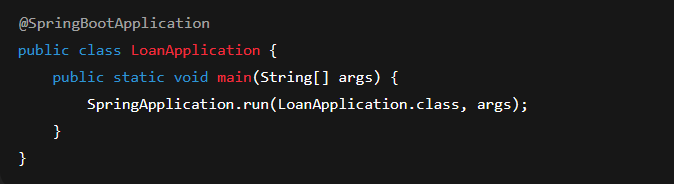 @SpringBootApplication
public class LoanApplication {
    public static void main(String[] args) {
        SpringApplication.run(LoanApplication.class, args);
    }
}